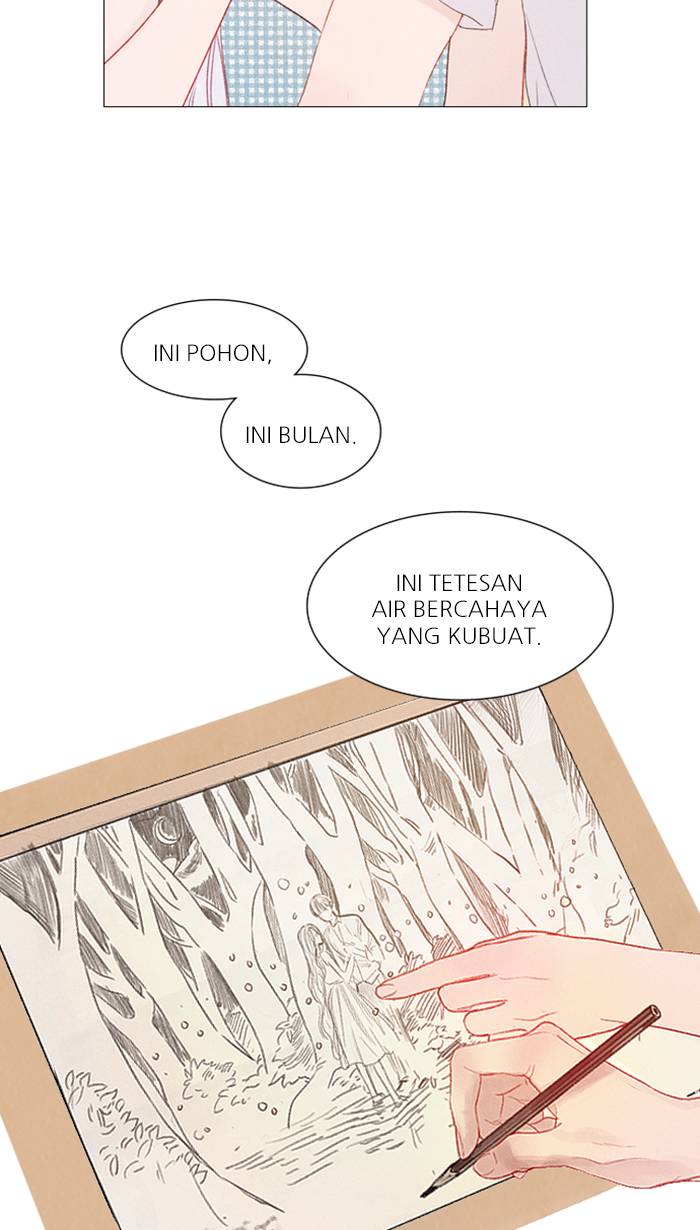 INI POHON,
INI BULAN.
INI TETESAN
AIR BERCAHAYA
YANG KUBUAT.